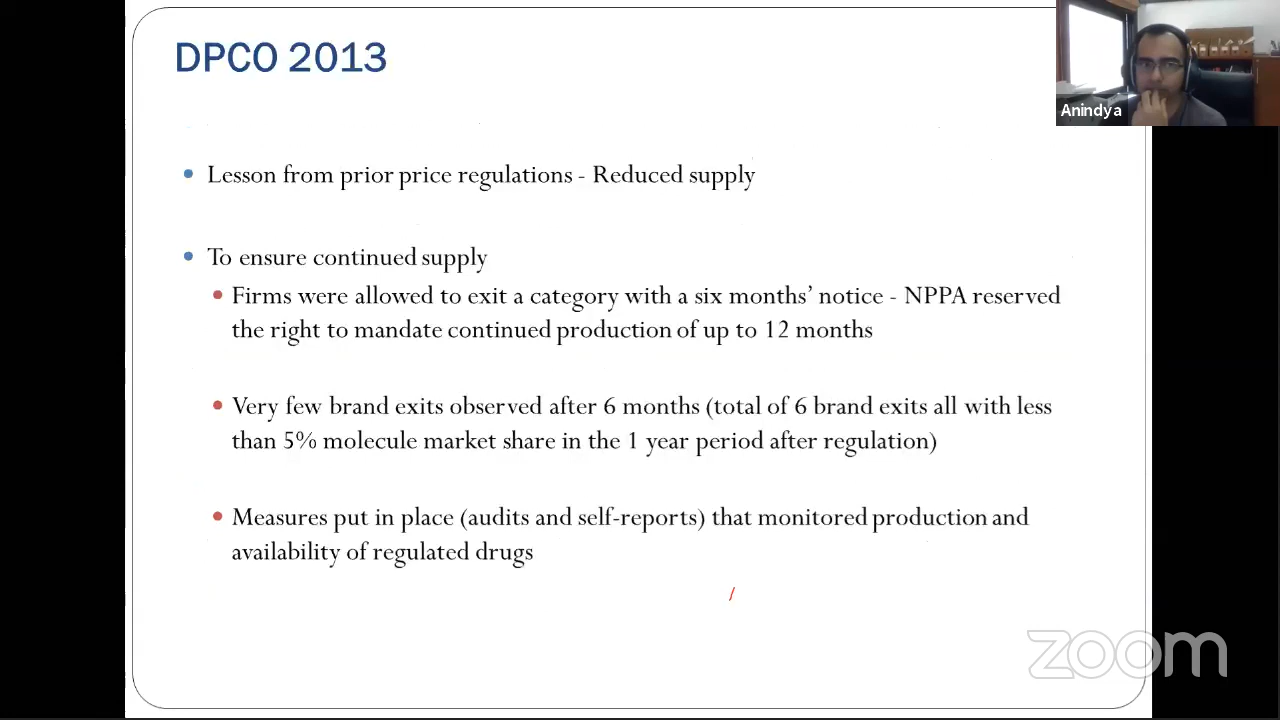 DPCO 2013
Anindya
• Lesson from prior price regulations - Reduced supply
• To ensure continued supply
• Firms were allowed to exit a category with a six months’ notice - NPPA reserved
the right to mandate continued production of up to 12 months
• Very few brand exits observed after 6 months (total of 6 brand exits all with less
than 5% molecule market share in the 1 year period after regulation)
• Measures put in place (audits and self-reports) that monitored production and
availability of regulated drugs
zoom